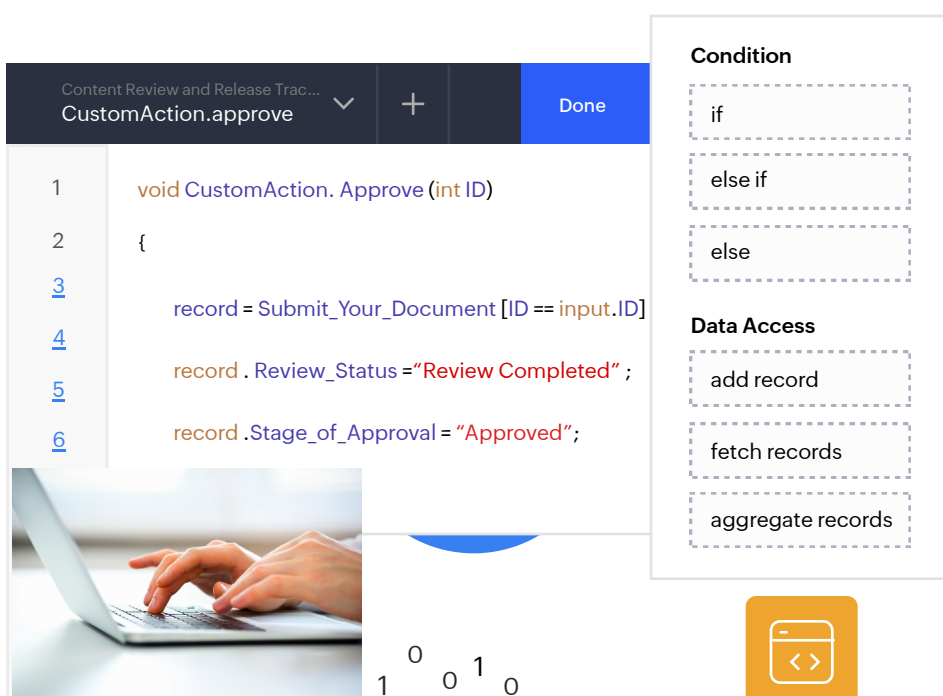 Content Review and Release Trac...
CustomAction.approve
Done
1 void CustomAction. Approve (int ID)
2 {
3
record = Submit_Your_Document [ID == input.ID]
4
record . Review_Status =“Review Completed” ;
5
record .Stage_of_Approval = “Approved”;
6
Condition
if
else if
else
Data Access
add record
fetch records
aggregate records
< >
0
1
1
0
0